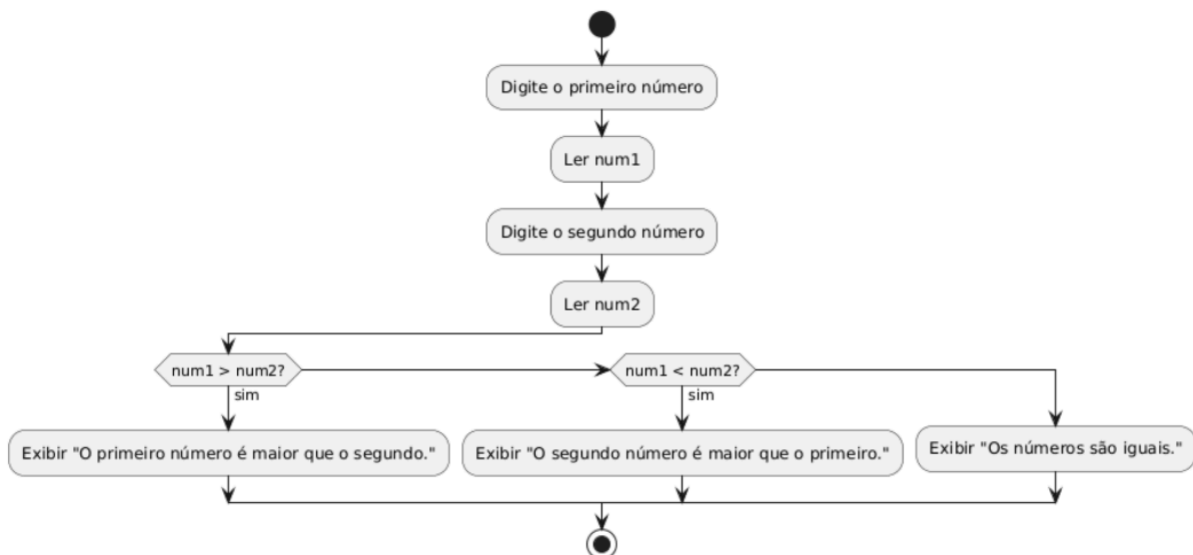 Digite o primeiro número
Ler num1
Digite o segundo número
Ler num2
num1 > num2?
sim
num1 < num2?
sim
Exibir "O primeiro número é maior que o segundo."
Exibir "O segundo número é maior que o primeiro."
Exibir "Os números são iguais."